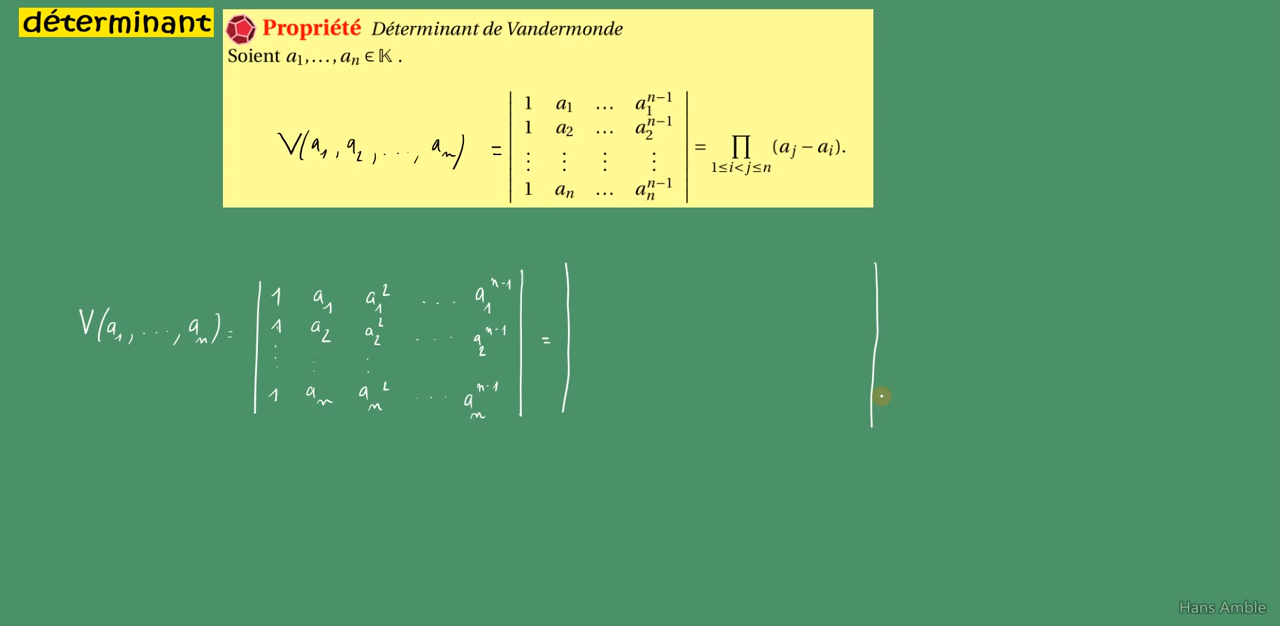 déterminant
Propriété Déterminant de Vandermonde
Soient a₁,…,aₙ ∈ 𝕂 .
V(a₁, a₂, ..., aₙ) = | 1 a₁ … a₁ⁿ⁻¹ |
| 1 a₂ … a₂ⁿ⁻¹ |
| ⋮ ⋮ ⋮ ⋮ | = ∏ (aⱼ − aᵢ).
1≤i<j≤n
| 1 aₙ … aₙⁿ⁻¹ |
| 1 a₁ a₁² ... a₁ⁿ⁻¹ |
V(a₁, ..., aₙ) = | 1 a₂ a₂² ... a₂ⁿ⁻¹ | = | |
| ⋮ ⋮ ⋮ |
| 1 aₙ aₙ² ... aₙⁿ⁻¹ |
Hans Amble